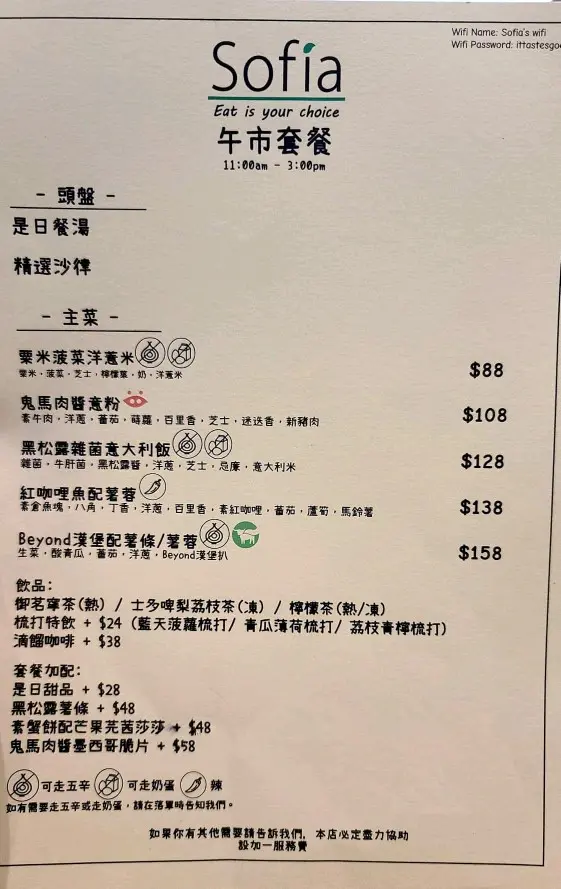 Wifi Name: Sofia's wifi
Wifi Password: ittastesgoo
Sofia
Eat is your choice
午市套餐
11:00am - 3:00pm
- 頭盤 -
是日餐湯
精選沙律
- 主菜 -
粟米菠菜洋薏米 $88
粟米,菠菜,芝士,檸檬葉,奶,洋薏米
鬼馬肉醬意粉 $108
素牛肉,洋蔥,蕃茄,蒔蘿,百里香,芝士,迷迭香,新豬肉
黑松露雜菌意大利飯 $128
雜菌,牛肝菌,黑松露醬,洋蔥,芝士,忌廉,意大利米
紅咖喱魚配薯蓉 $138
素倉魚塊,八角,丁香,洋蔥,百里香,素紅咖喱,蕃茄,蘆筍,馬鈴薯
Beyond漢堡配薯條/薯蓉 $158
生菜,酸青瓜,蕃茄,洋蔥,Beyond漢堡扒
飲品:
御茗寧茶(熱) / 士多啤梨荔枝茶(凍) / 檸檬茶(熱/凍)
梳打特飲 + $24 (藍天菠蘿梳打/ 青瓜薄荷梳打/ 荔枝青檸梳打)
滴餾咖啡 + $38
套餐加配:
是日甜品 + $28
黑松露薯條 + $48
素蟹餅配芒果芫茜莎莎 + $48
鬼馬肉醬墨西哥脆片 + $58
可走五辛 可走奶蛋 辣
如有需要走五辛或走奶蛋,請在落單時告知我們。
如果你有其他需要請告訴我們, 本店必定盡力協助
設加一服務費